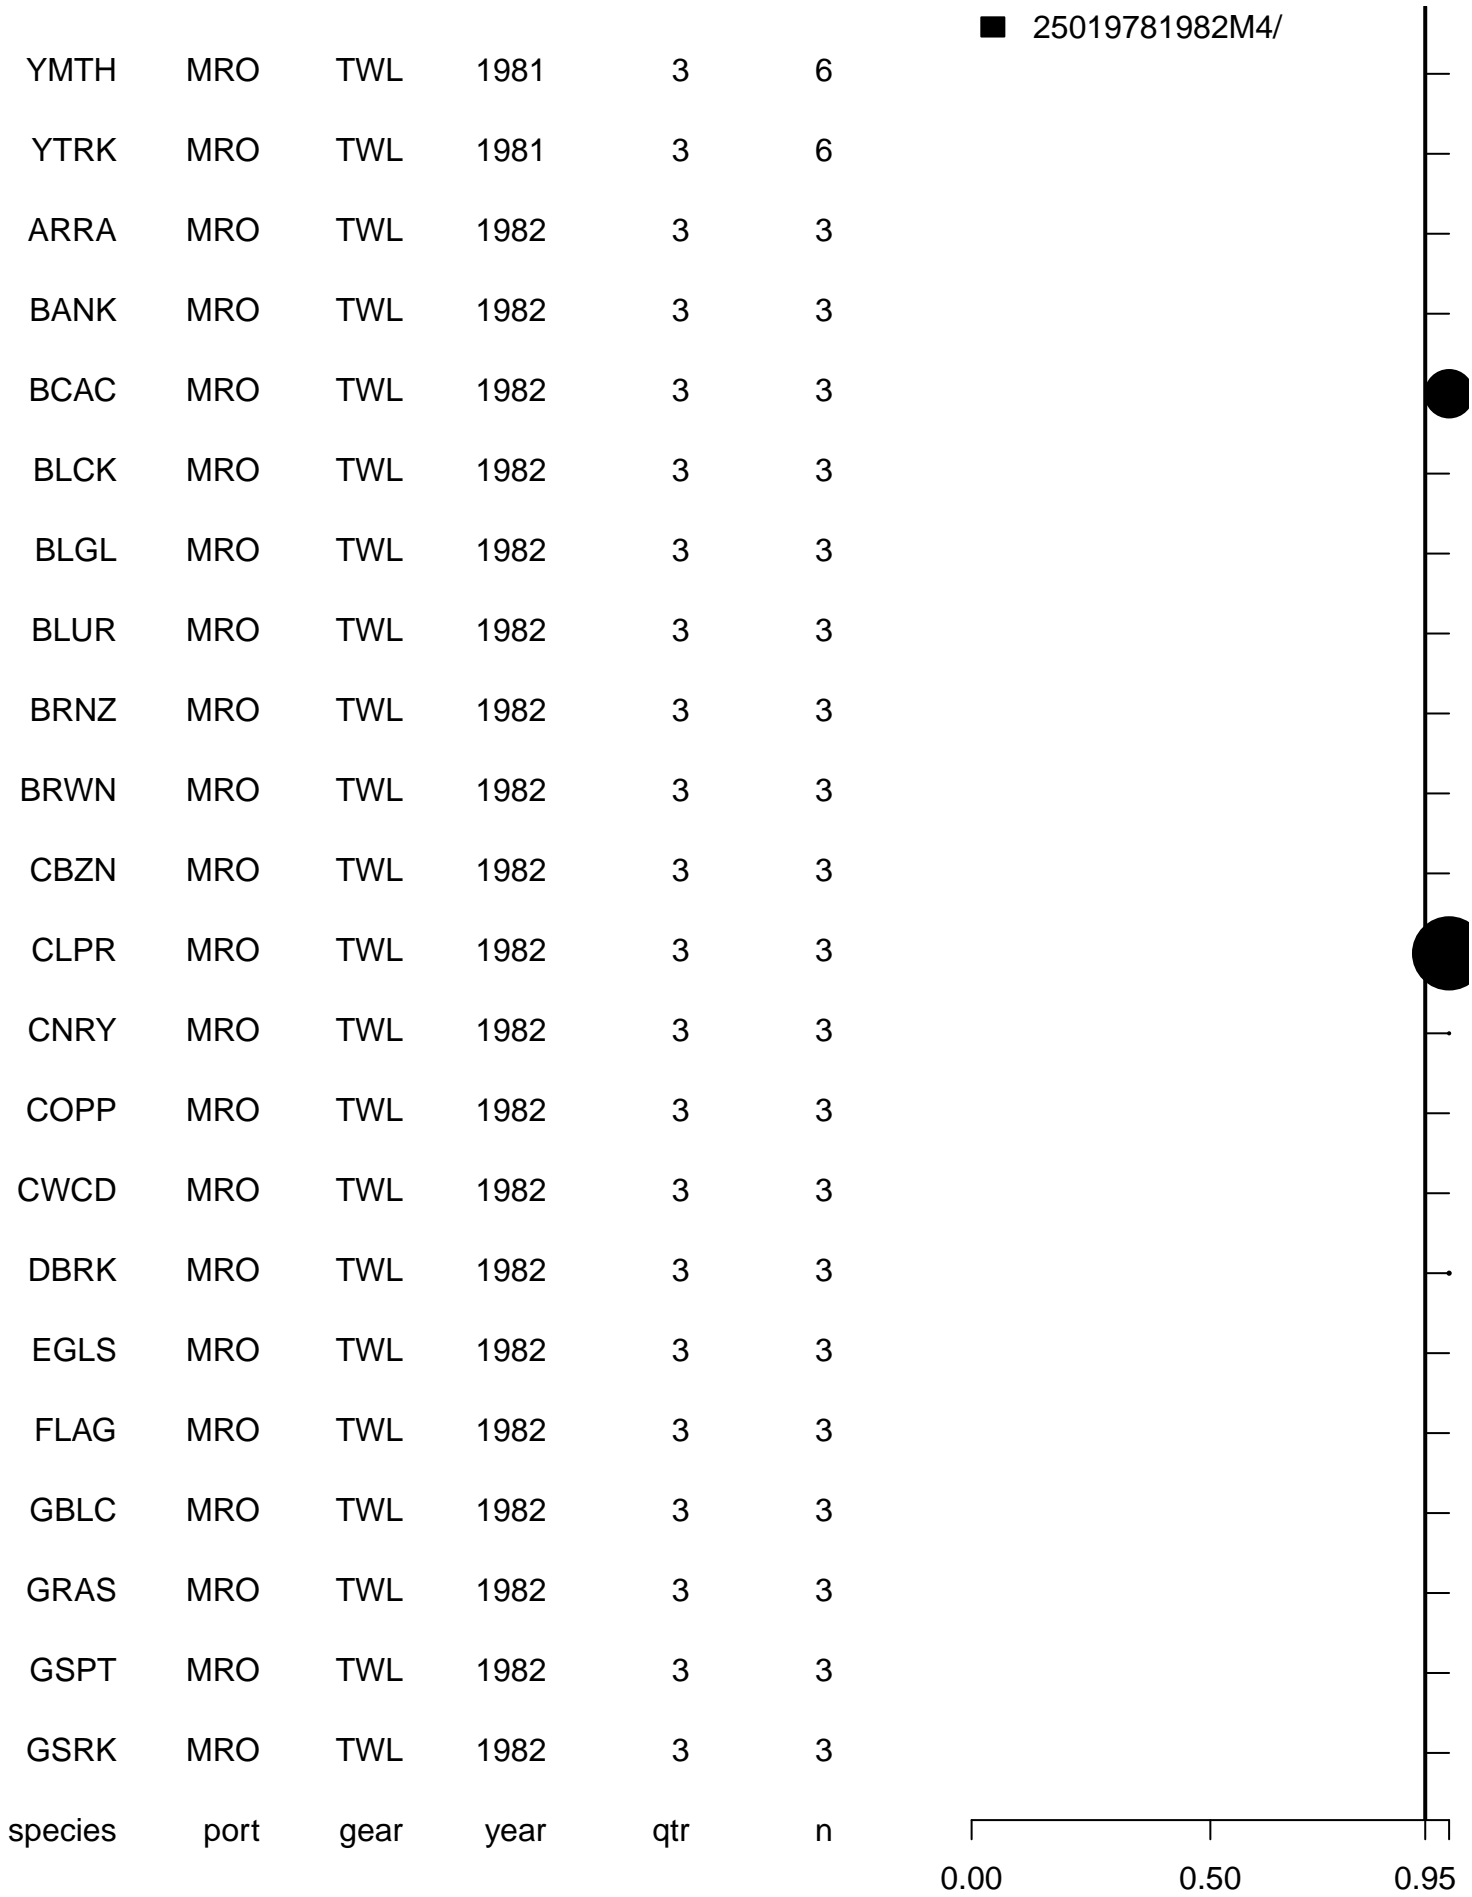 25019781982M4/
YMTH MRO TWL 1981 3 6
YTRK MRO TWL 1981 3 6
ARRA MRO TWL 1982 3 3
BANK MRO TWL 1982 3 3
BCAC MRO TWL 1982 3 3
BLCK MRO TWL 1982 3 3
BLGL MRO TWL 1982 3 3
BLUR MRO TWL 1982 3 3
BRNZ MRO TWL 1982 3 3
BRWN MRO TWL 1982 3 3
CBZN MRO TWL 1982 3 3
CLPR MRO TWL 1982 3 3
CNRY MRO TWL 1982 3 3
COPP MRO TWL 1982 3 3
CWCD MRO TWL 1982 3 3
DBRK MRO TWL 1982 3 3
EGLS MRO TWL 1982 3 3
FLAG MRO TWL 1982 3 3
GBLC MRO TWL 1982 3 3
GRAS MRO TWL 1982 3 3
GSPT MRO TWL 1982 3 3
GSRK MRO TWL 1982 3 3
species port gear year qtr n
0.00 0.50 0.95